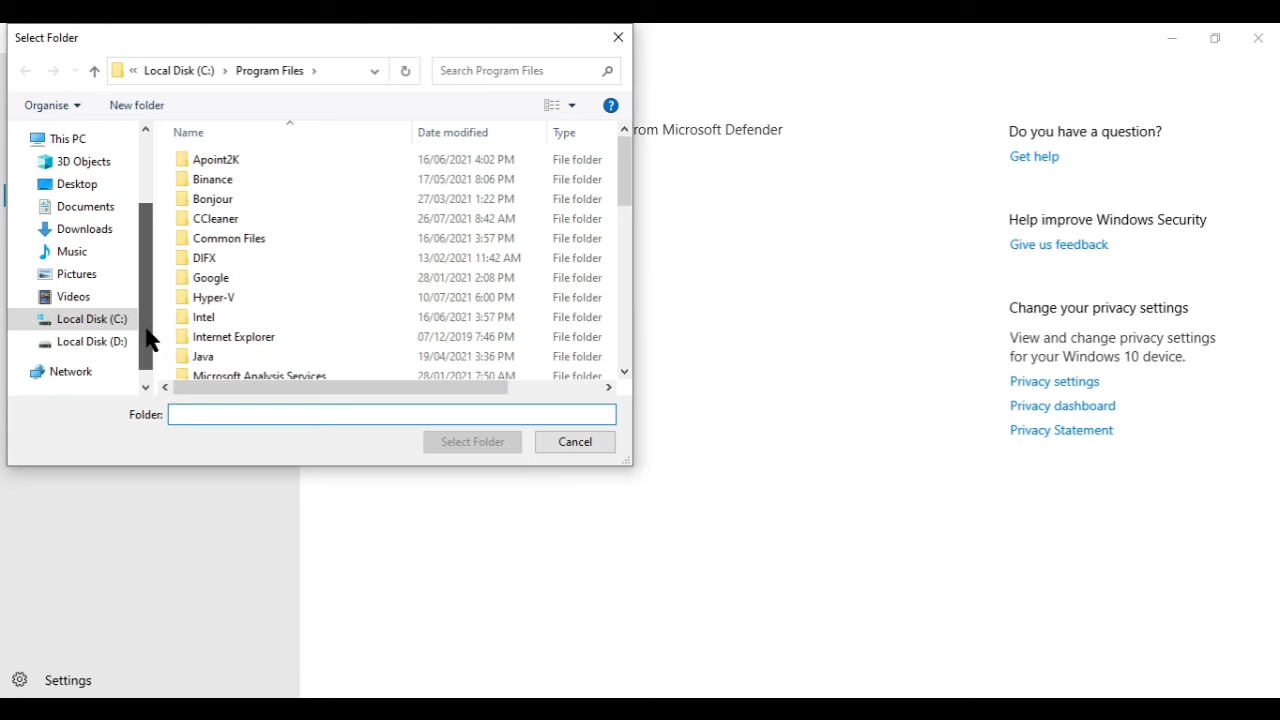 Select Folder
« Local Disk (C:) › Program Files ›
Search Program Files
Organise
New folder
This PC
3D Objects
Desktop
Documents
Downloads
Music
Pictures
Videos
Local Disk (C:)
Local Disk (D:)
Network
Name Date modified Type
Apoint2K 16/06/2021 4:02 PM File folder
Binance 17/05/2021 8:06 PM File folder
Bonjour 27/03/2021 1:22 PM File folder
CCleaner 26/07/2021 8:42 AM File folder
Common Files 16/06/2021 3:57 PM File folder
DIFX 13/02/2021 11:42 AM File folder
Google 28/01/2021 2:08 PM File folder
Hyper-V 10/07/2021 6:00 PM File folder
Intel 16/06/2021 3:57 PM File folder
Internet Explorer 07/12/2019 7:46 PM File folder
Java 19/04/2021 3:36 PM File folder
Microsoft Analysis Services 28/01/2021 7:50 AM File folder
Folder:
Select Folder
Cancel
rom Microsoft Defender
Do you have a question?
Get help
Help improve Windows Security
Give us feedback
Change your privacy settings
View and change privacy settings
for your Windows 10 device.
Privacy settings
Privacy dashboard
Privacy Statement
Settings